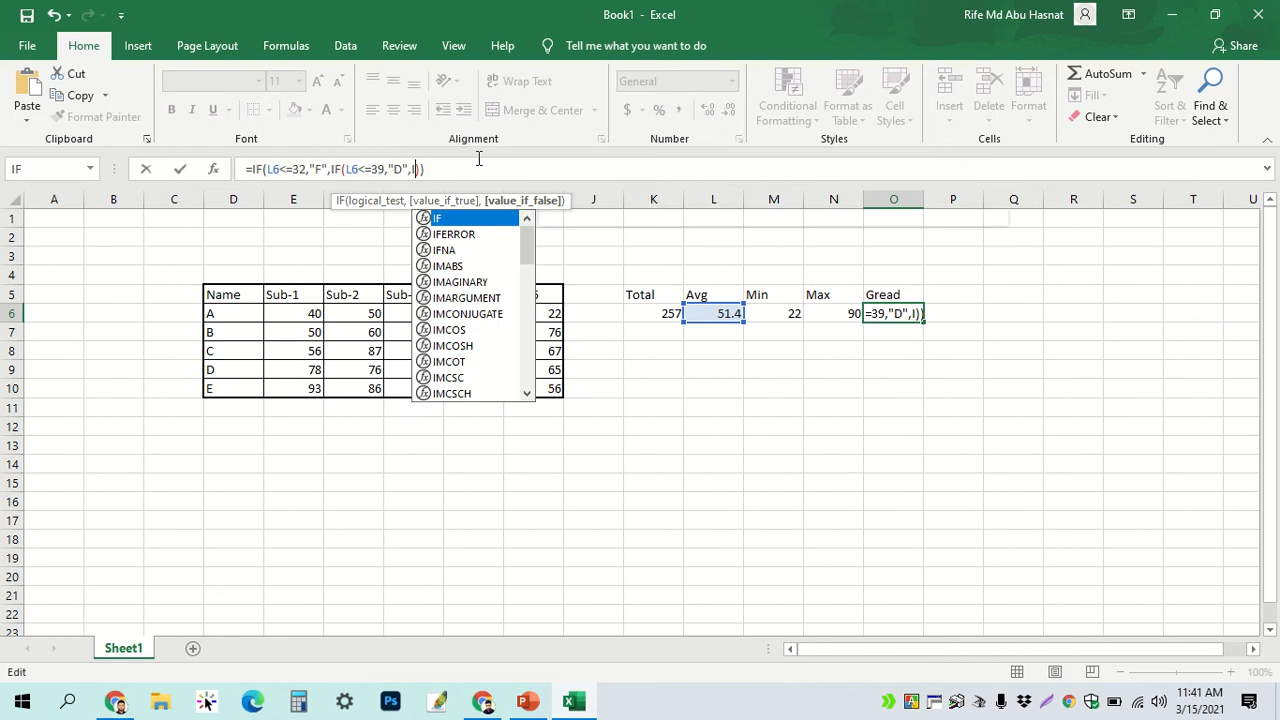 Book1 - Excel
Rife Md Abu Hasnat
File Home Insert Page Layout Formulas Data Review View Help Tell me what you want to do Share
Paste
Cut
Copy
Format Painter
Clipboard
11
B I U
Font
Wrap Text
Merge & Center
Alignment
General
$ % ,
Number
Conditional Formatting
Format as Table
Cell Styles
Styles
Insert
Delete
Format
Cells
AutoSum
Fill
Clear
Sort & Filter
Find & Select
Editing
IF
=IF(L6<=32,"F",IF(L6<=39,"D",I))
IF(logical_test, [value_if_true], [value_if_false])
A B C D E J K L M N O P Q R S T U
IF
IFERROR
IFNA
IMABS
IMAGINARY
IMARGUMENT
IMCONJUGATE
IMCOS
IMCOSH
IMCOT
IMCSC
IMCSCH
1
2
3
4
5 Name Sub-1 Sub-2 Sub- Total Avg Min Max Gread
6 A 40 50 22 257 51.4 22 90 =39,"D",I))
7 B 50 60 76
8 C 56 87 67
9 D 78 76 65
10 E 93 86 56
11
12
13
14
15
16
17
18
19
20
21
22
23
Sheet1
Edit
100%
11:41 AM
3/15/2021